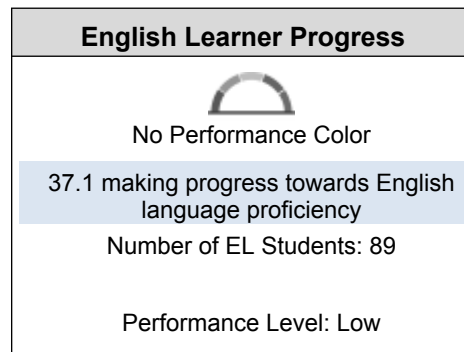 English Learner Progress
No Performance Color
37.1 making progress towards English
language proficiency
Number of EL Students: 89
Performance Level: Low